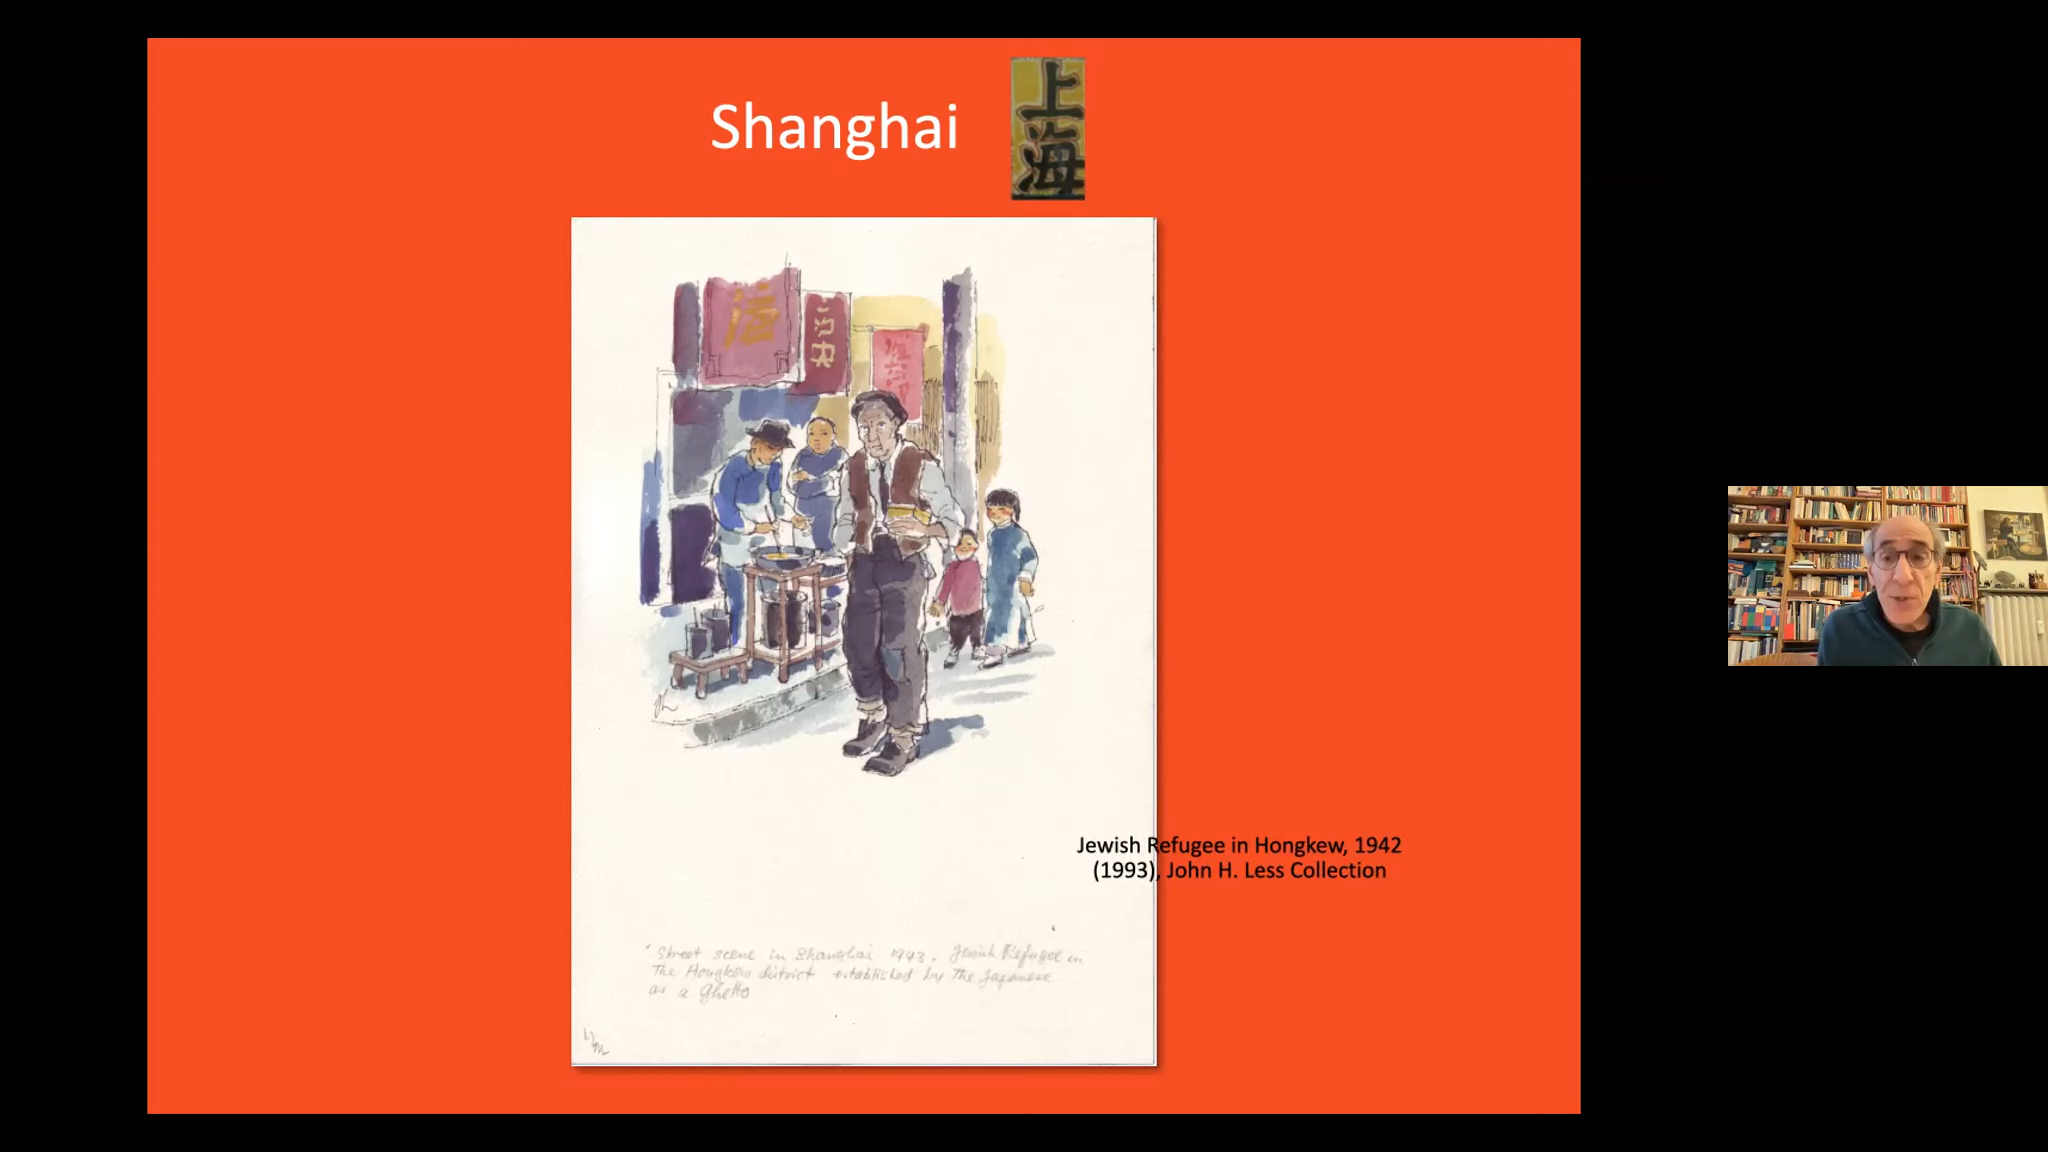 Shanghai
上
海
Jewish Refugee in Hongkew, 1942
(1993), John H. Less Collection
Street scene in Shanghai 1943. Jewish Refugee in
The Hongkew district established by the Japanese
as a Ghetto